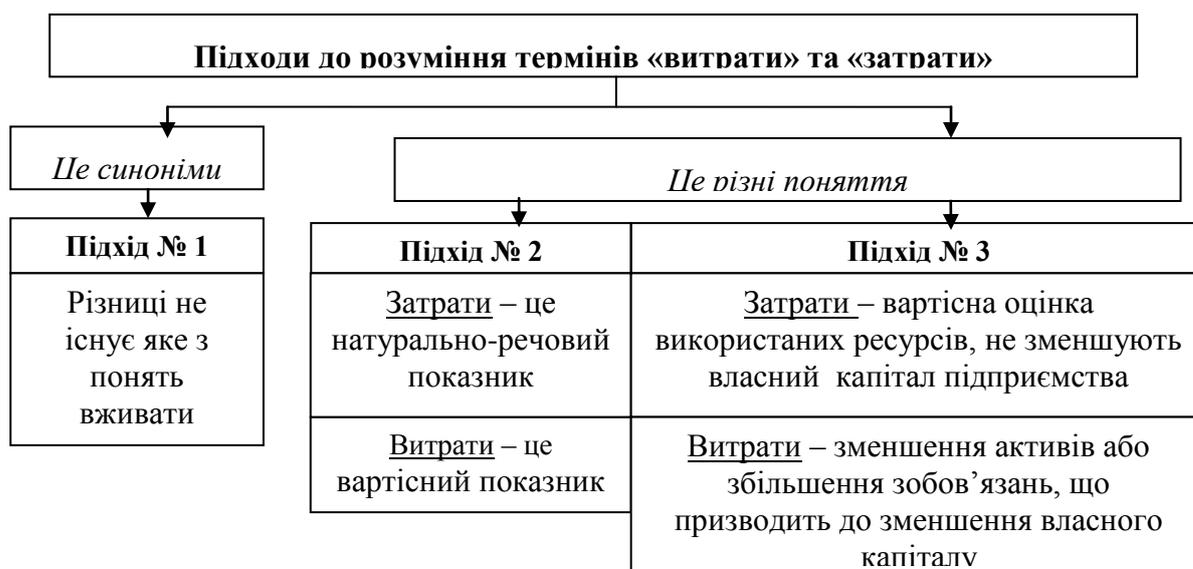 Підходи до розуміння термінів «витрати» та «затрати»
Це синоніми
Це різні поняття
Підхід № 1
Різниці не
існує яке з
понять
вживати
Підхід № 2
Підхід № 3
Затрати – це
натурально-речовий
показник
Затрати – вартісна оцінка
використаних ресурсів, не зменшують
власний капітал підприємства
Витрати – це
вартісний показник
Витрати – зменшення активів або
збільшення зобов’язань, що
призводить до зменшення власного
капіталу